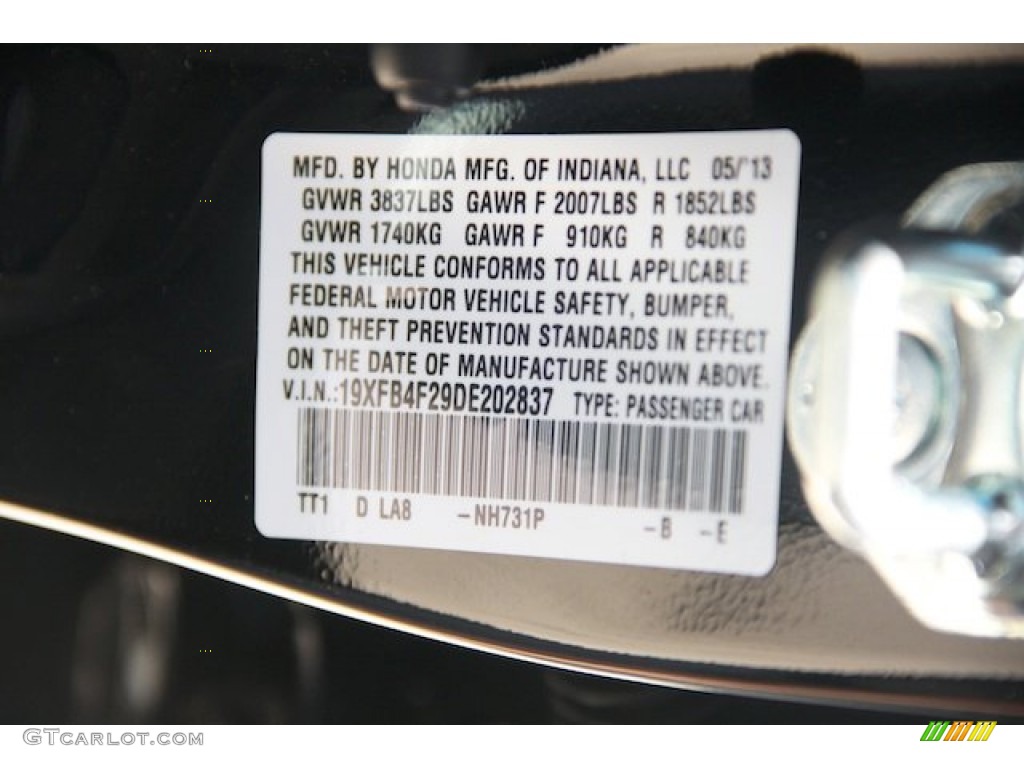 MFD. BY HONDA MFG. OF INDIANA, LLC 05/'13
GVWR 3837LBS GAWR F 2007LBS R 1852LBS
GVWR 1740KG GAWR F 910KG R 840KG
THIS VEHICLE CONFORMS TO ALL APPLICABLE
FEDERAL MOTOR VEHICLE SAFETY, BUMPER,
AND THEFT PREVENTION STANDARDS IN EFFECT
ON THE DATE OF MANUFACTURE SHOWN ABOVE.
V.I.N.:19XFB4F29DE202837 TYPE: PASSENGER CAR
TT1 D LA8 -NH731P -B -E
GTCarLot.com